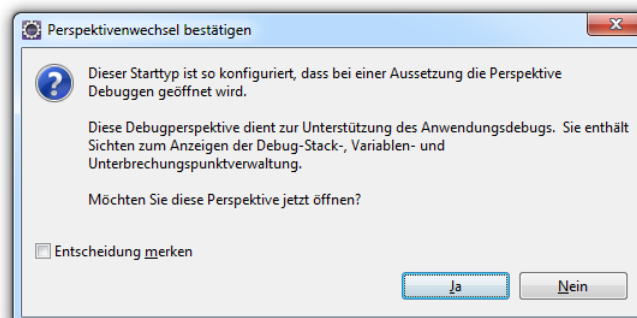 Perspektivenwechsel bestätigen
Dieser Starttyp ist so konfiguriert, dass bei einer Aussetzung die Perspektive
Debuggen geöffnet wird.
Diese Debugperspektive dient zur Unterstützung des Anwendungsdebugs. Sie enthält
Sichten zum Anzeigen der Debug-Stack-, Variablen- und
Unterbrechungspunktverwaltung.
Möchten Sie diese Perspektive jetzt öffnen?
Entscheidung merken
Ja Nein